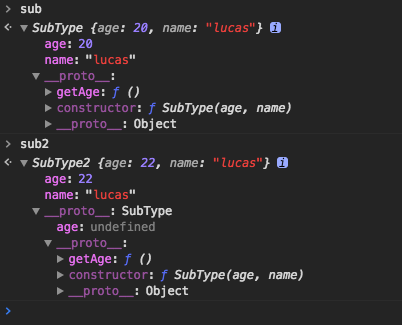 > sub
<· ▼ SubType {age: 20, name: "lucas"} i
age: 20
name: "lucas"
▼ __proto__:
▶ getAge: ƒ ()
▶ constructor: ƒ SubType(age, name)
▶ __proto__: Object
> sub2
<· ▼ SubType2 {age: 22, name: "lucas"} i
age: 22
name: "lucas"
▼ __proto__: SubType
age: undefined
▼ __proto__:
▶ getAge: ƒ ()
▶ constructor: ƒ SubType(age, name)
▶ __proto__: Object
>